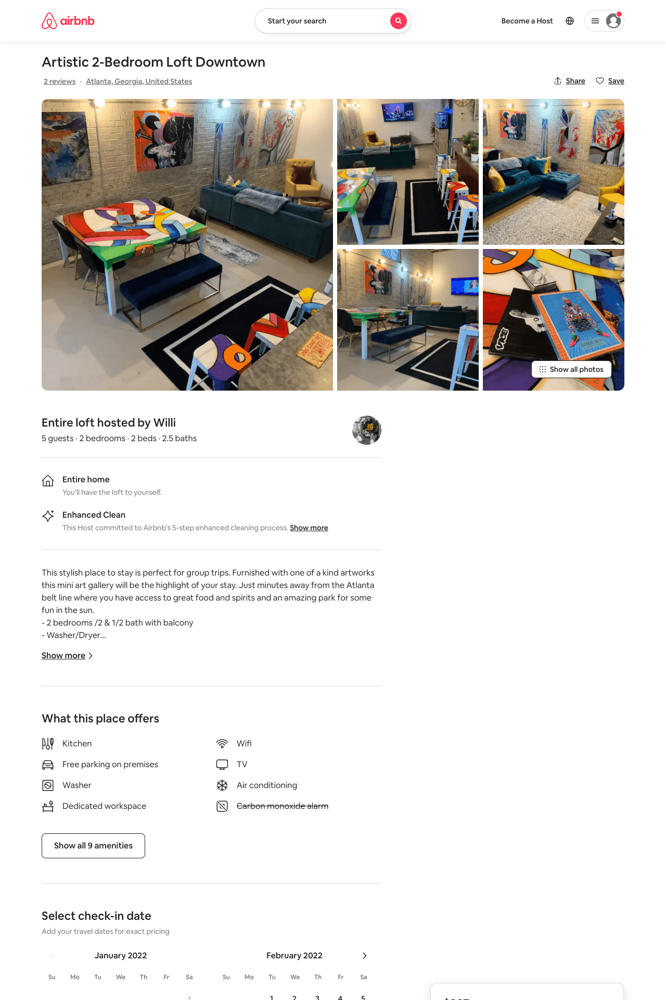 airbnb
Start your search
Become a Host
Artistic 2-Bedroom Loft Downtown
2 reviews · Atlanta, Georgia, United States
Share
Save
VICE
Show all photos
Entire loft hosted by Willi
5 guests · 2 bedrooms · 2 beds · 2.5 baths
Entire home
You'll have the loft to yourself.
Enhanced Clean
This Host committed to Airbnb's 5-step enhanced cleaning process. Show more
This stylish place to stay is perfect for group trips. Furnished with one of a kind artworks
this mini art gallery will be the highlight of your stay. Just minutes away from the Atlanta
belt line where you have access to great food and spirits and an amazing park for some
fun in the sun.
- 2 bedrooms /2 & 1/2 bath with balcony
- Washer/Dryer...
Show more
What this place offers
Kitchen
Wifi
Free parking on premises
TV
Washer
Air conditioning
Dedicated workspace
Carbon monoxide alarm
Show all 9 amenities
Select check-in date
Add your travel dates for exact pricing
January 2022
February 2022
Su Mo Tu We Th Fr Sa
Su Mo Tu We Th Fr Sa
1
1 2 3 4 5